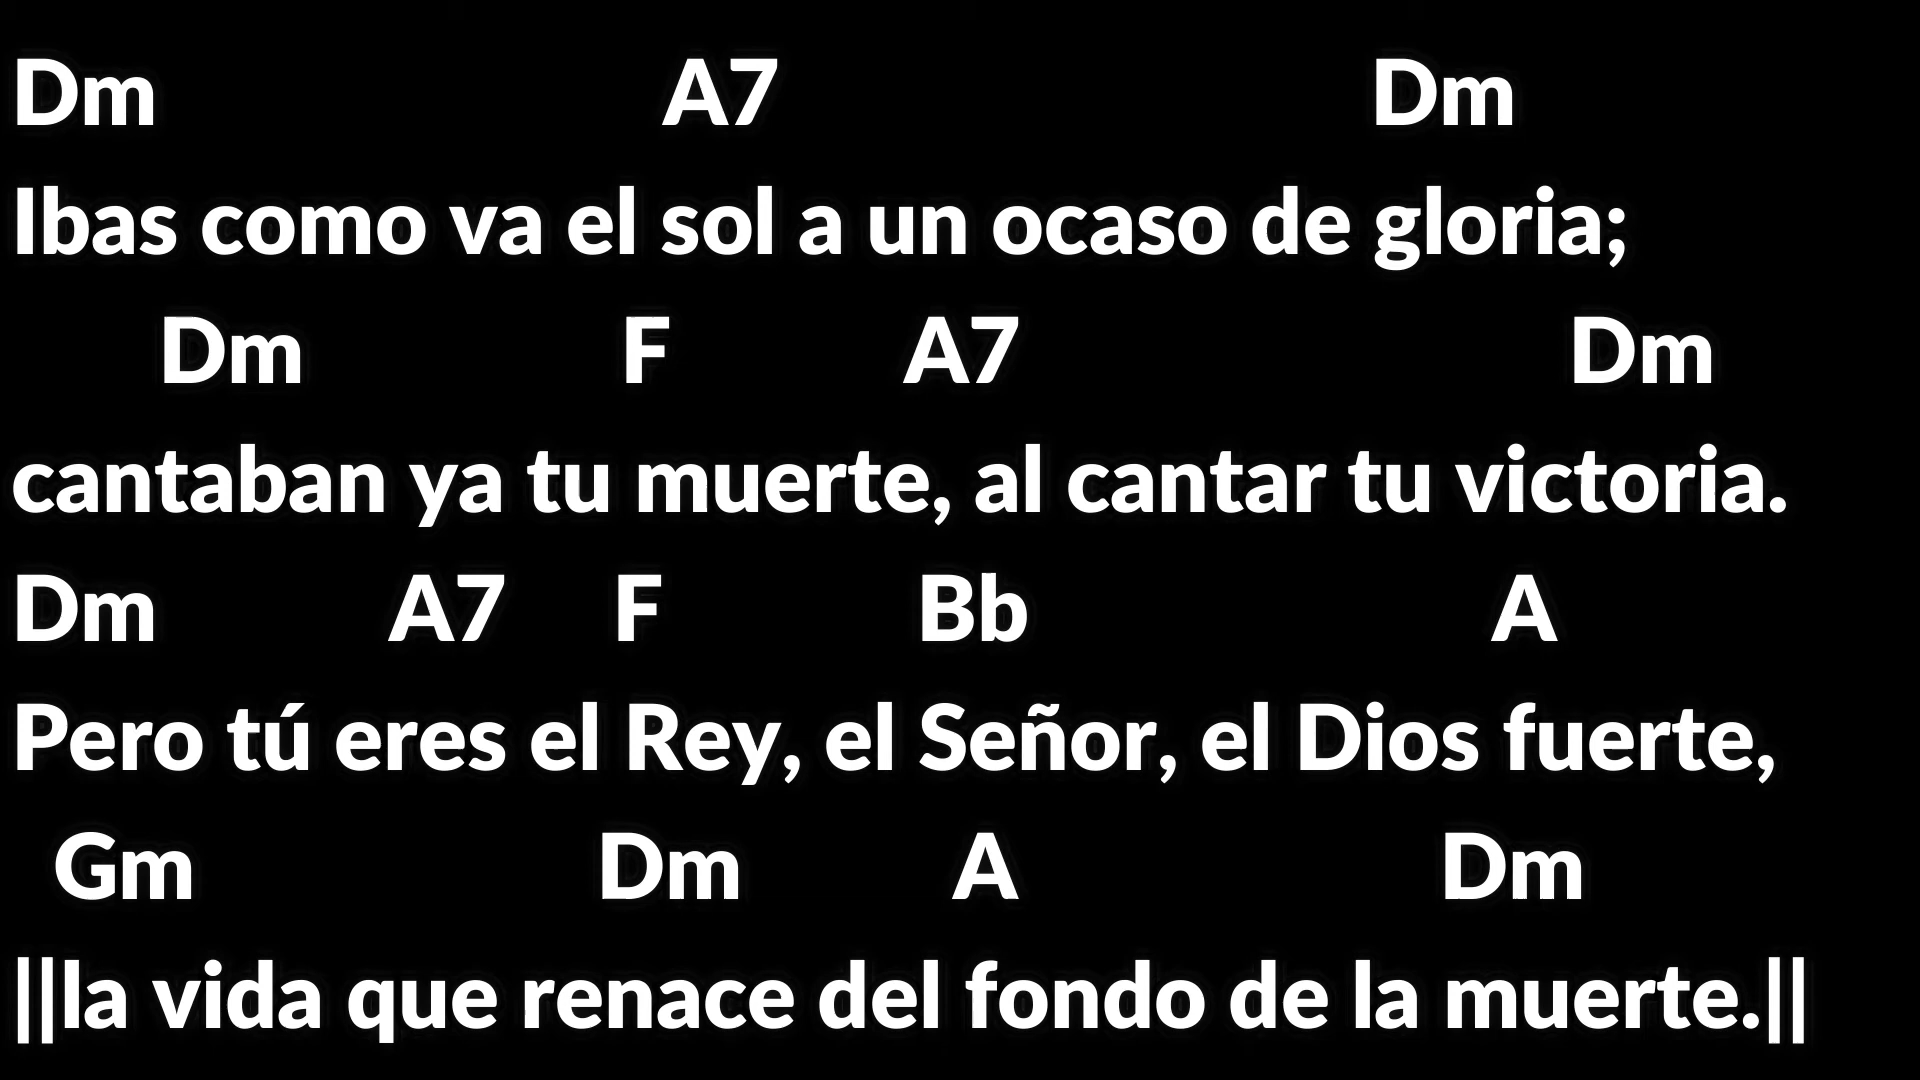 Dm A7 Dm
Ibas como va el sol a un ocaso de gloria;
Dm F A7 Dm
cantaban ya tu muerte, al cantar tu victoria.
Dm A7 F Bb A
Pero tú eres el Rey, el Señor, el Dios fuerte,
Gm Dm A Dm
||la vida que renace del fondo de la muerte.||